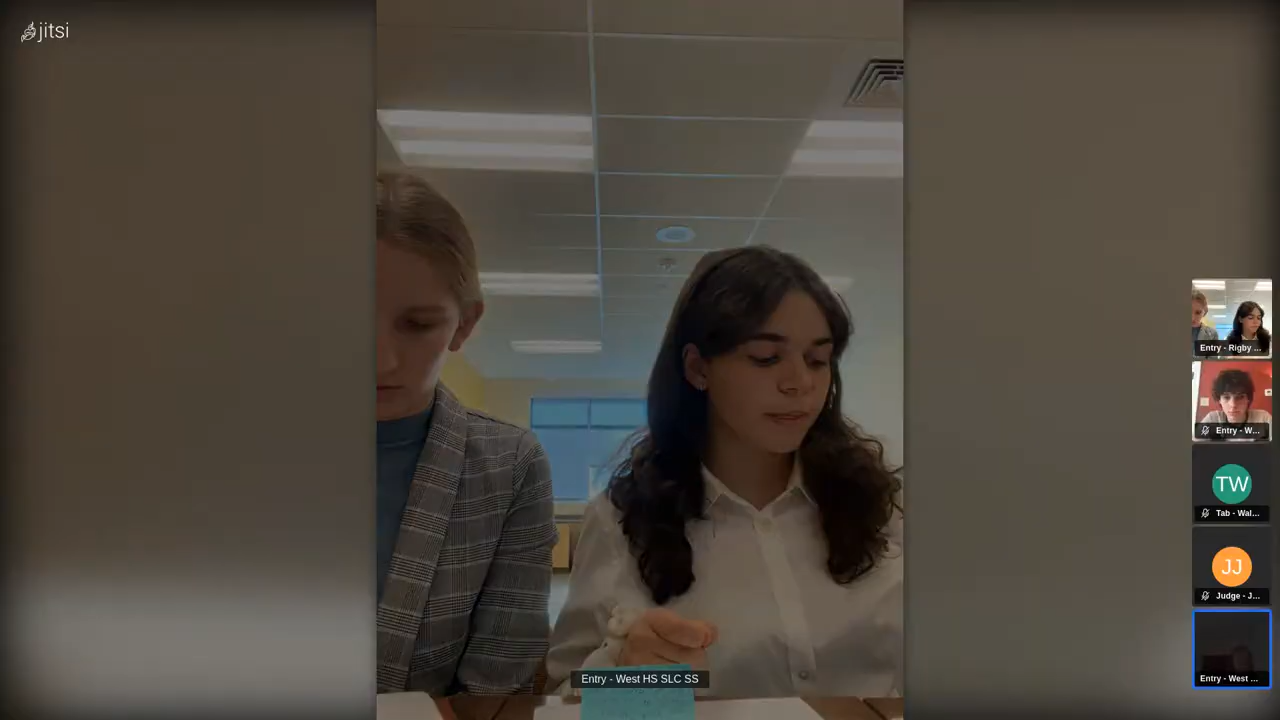 jitsi
Entry - West HS SLC SS
Entry - Rigby ...
Entry - W...
TW
Tab - Wal...
JJ
Judge - J...
Entry - West ...